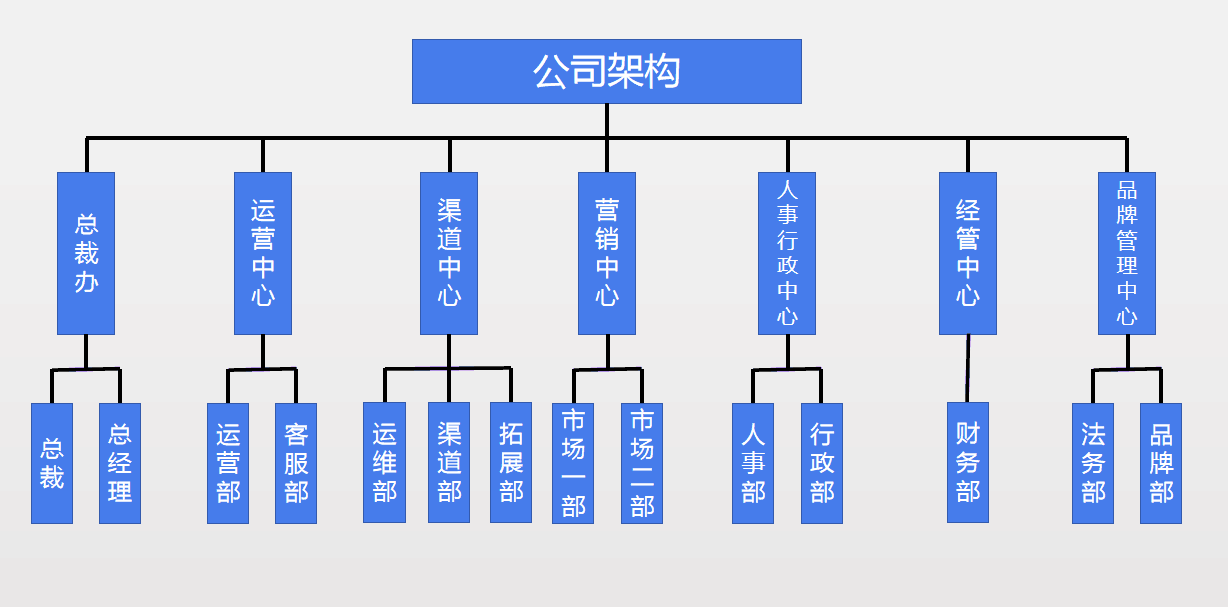 公司架构
总裁办
运营中心
渠道中心
营销中心
人事行政中心
经管中心
品牌管理中心
总裁
总经理
运营部
客服部
运维部
渠道部
拓展部
市场一部
市场二部
人事部
行政部
财务部
法务部
品牌部